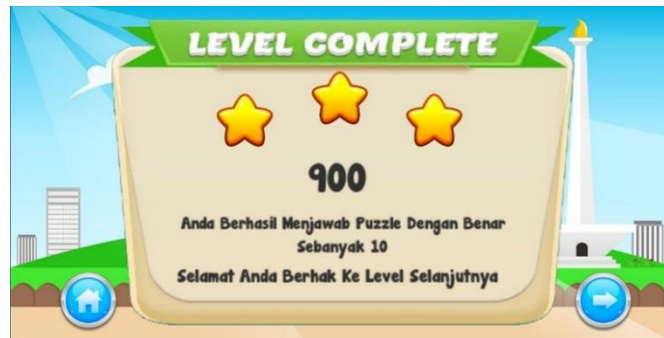 LEVEL COMPLETE
900
Anda Berhasil Menjawab Puzzle Dengan Benar
Sebanyak 10
Selamat Anda Berhak Ke Level Selanjutnya